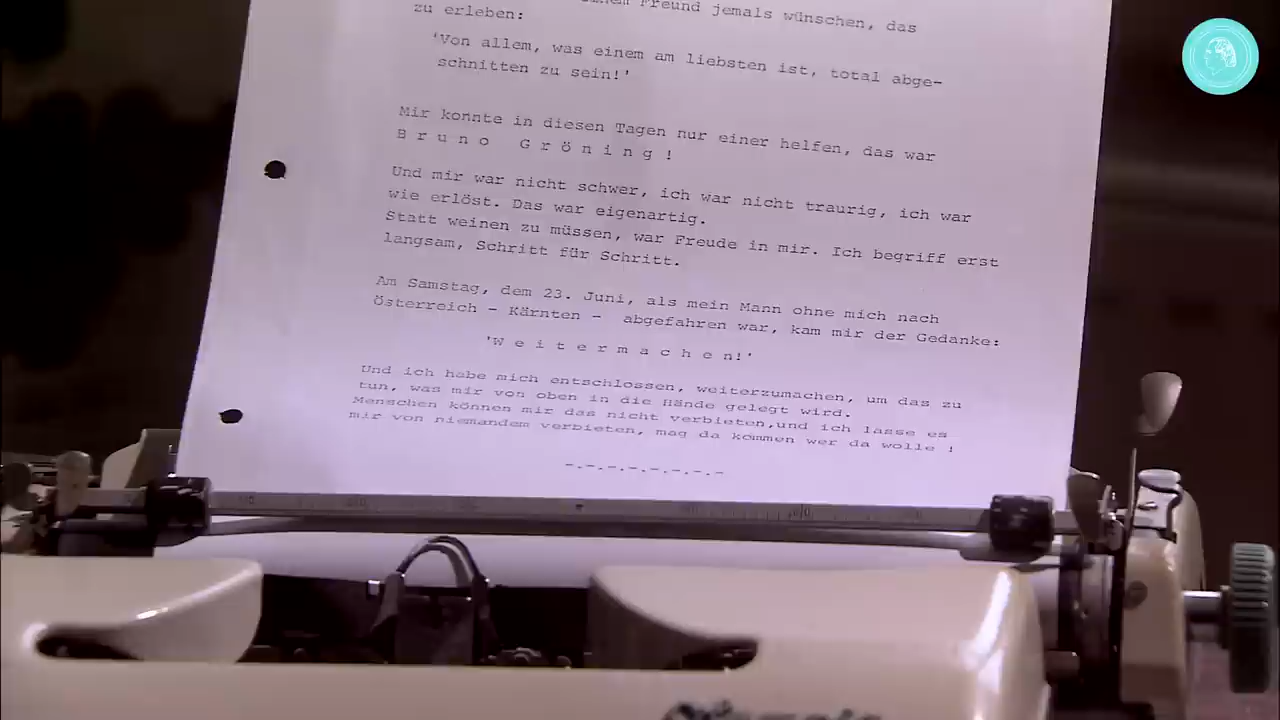 Freund jemals wünschen, das
zu erleben:
'Von allem, was einem am liebsten ist, total abge-
schnitten zu sein!'
Mir konnte in diesen Tagen nur einer helfen, das war
B r u n o   G r ö n i n g !
Und mir war nicht schwer, ich war nicht traurig, ich war
wie erlöst. Das war eigenartig.
Statt weinen zu müssen, war Freude in mir. Ich begriff erst
langsam, Schritt für Schritt.
Am Samstag, dem 23. Juni, als mein Mann ohne mich nach
Österreich - Kärnten -  abgefahren war, kam mir der Gedanke:
'W e i t e r m a c h e n!'
Und ich habe mich entschlossen, weiterzumachen, um das zu
tun, was mir von oben in die Hände gelegt wird.
Menschen können mir das nicht verbieten,und ich lasse es
mir von niemandem verbieten, mag da kommen wer da wolle !
-.-.-.-.-.-.-.-